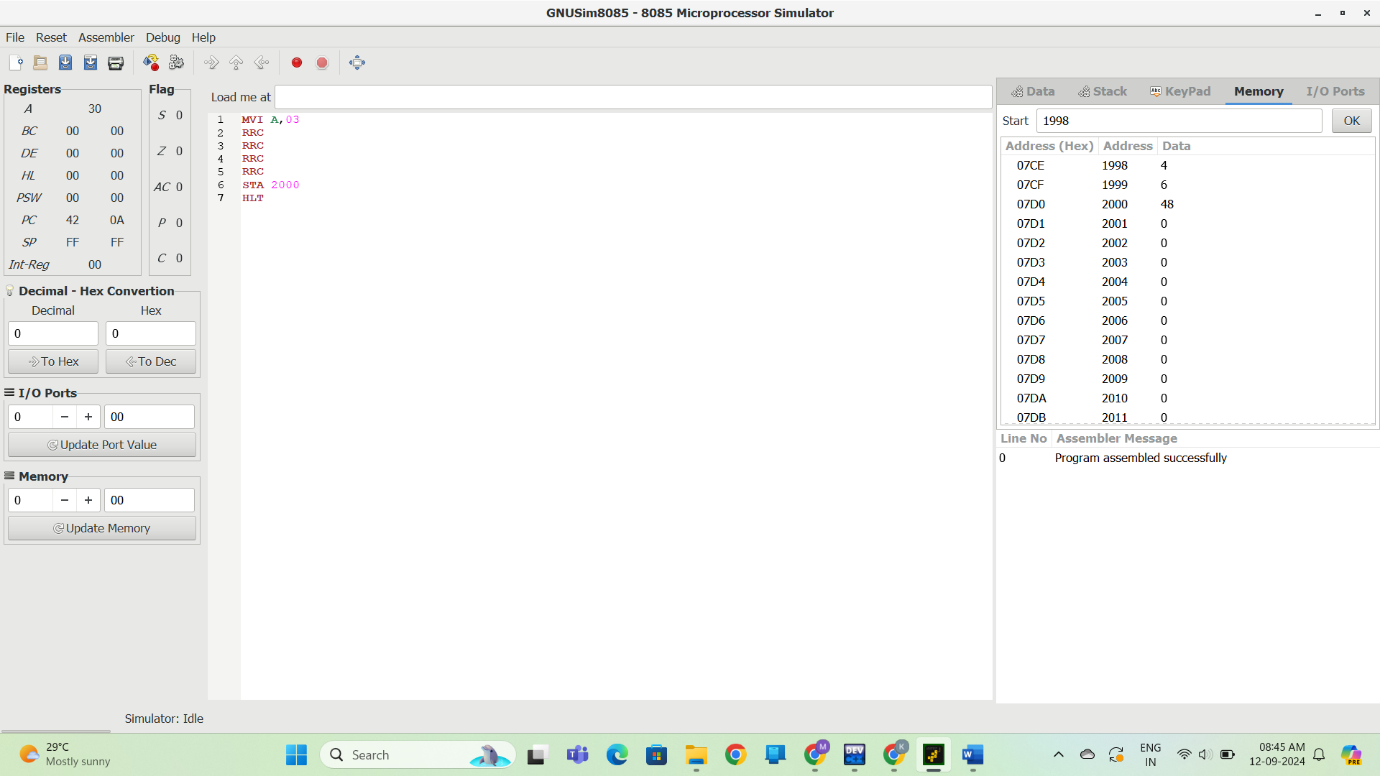 GNUSim8085 - 8085 Microprocessor Simulator
File Reset Assembler Debug Help
Registers
A 30
BC 00 00
DE 00 00
HL 00 00
PSW 00 00
PC 42 0A
SP FF FF
Int-Reg 00
Flag
S 0
Z 0
AC 0
P 0
C 0
Decimal - Hex Convertion
Decimal Hex
0 0
To Hex To Dec
I/O Ports
0 − + 00
Update Port Value
Memory
0 − + 00
Update Memory
Load me at
1 MVI A,03
2 RRC
3 RRC
4 RRC
5 RRC
6 STA 2000
7 HLT
Data Stack Abc KeyPad Memory I/O Ports
Start 1998 OK
Address (Hex) Address Data
07CE 1998 4
07CF 1999 6
07D0 2000 48
07D1 2001 0
07D2 2002 0
07D3 2003 0
07D4 2004 0
07D5 2005 0
07D6 2006 0
07D7 2007 0
07D8 2008 0
07D9 2009 0
07DA 2010 0
07DB 2011 0
Line No Assembler Message
0 Program assembled successfully
Simulator: Idle
29°C
Mostly sunny
Search
M
DEV
K
W
ENG
IN
08:45 AM
12-09-2024
PRE